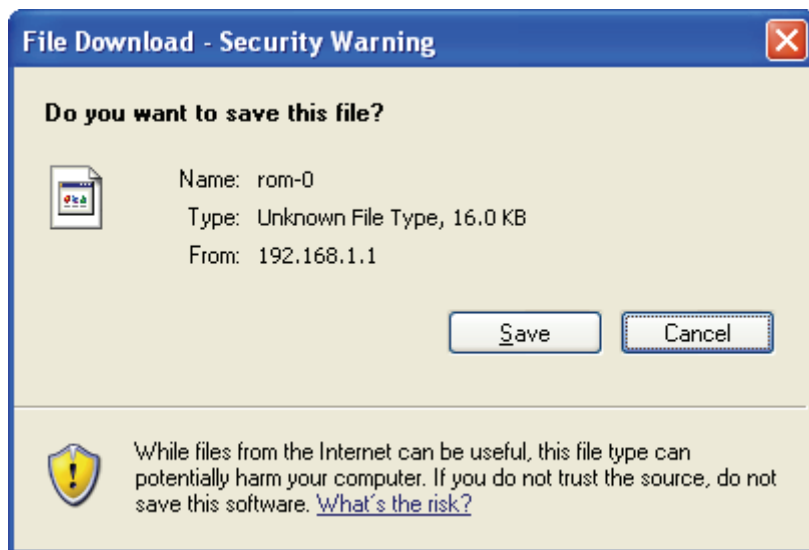 File Download - Security Warning
Do you want to save this file?
Name: rom-0
Type: Unknown File Type, 16.0 KB
From: 192.168.1.1
Save Cancel
While files from the Internet can be useful, this file type can
potentially harm your computer. If you do not trust the source, do not
save this software. What's the risk?